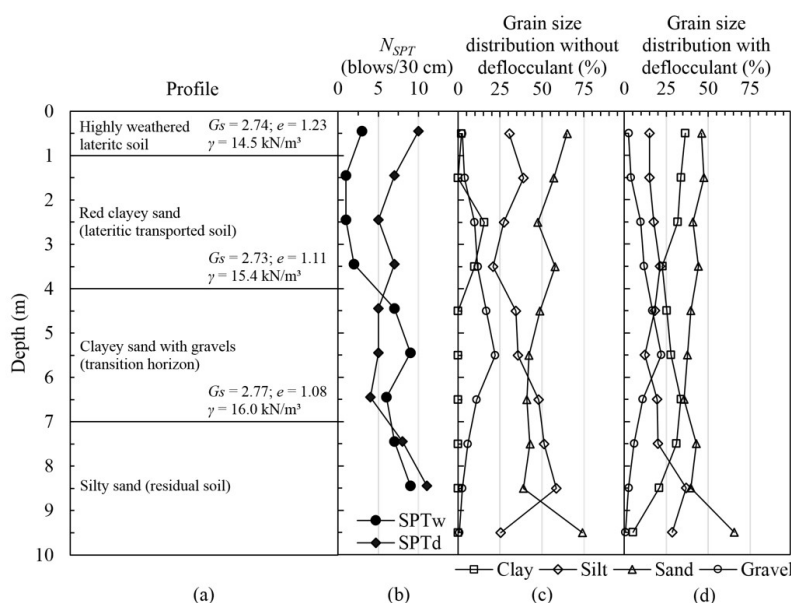 N_SPT
(blows/30 cm)
Grain size
distribution without
deflocculant (%)
Grain size
distribution with
deflocculant (%)
Profile
5 10
0 25 50 75
0 25 50 75
Depth (m)
0
1
2
3
4
5
6
7
8
9
10
Highly weathered
lateritc soil
Gs = 2.74; e = 1.23
γ = 14.5 kN/m³
Red clayey sand
(lateritic transported soil)
Gs = 2.73; e = 1.11
γ = 15.4 kN/m³
Clayey sand with gravels
(transition horizon)
Gs = 2.77; e = 1.08
γ = 16.0 kN/m³
Silty sand (residual soil)
SPTw
SPTd
Clay Silt Sand Gravel
(a) (b) (c) (d)